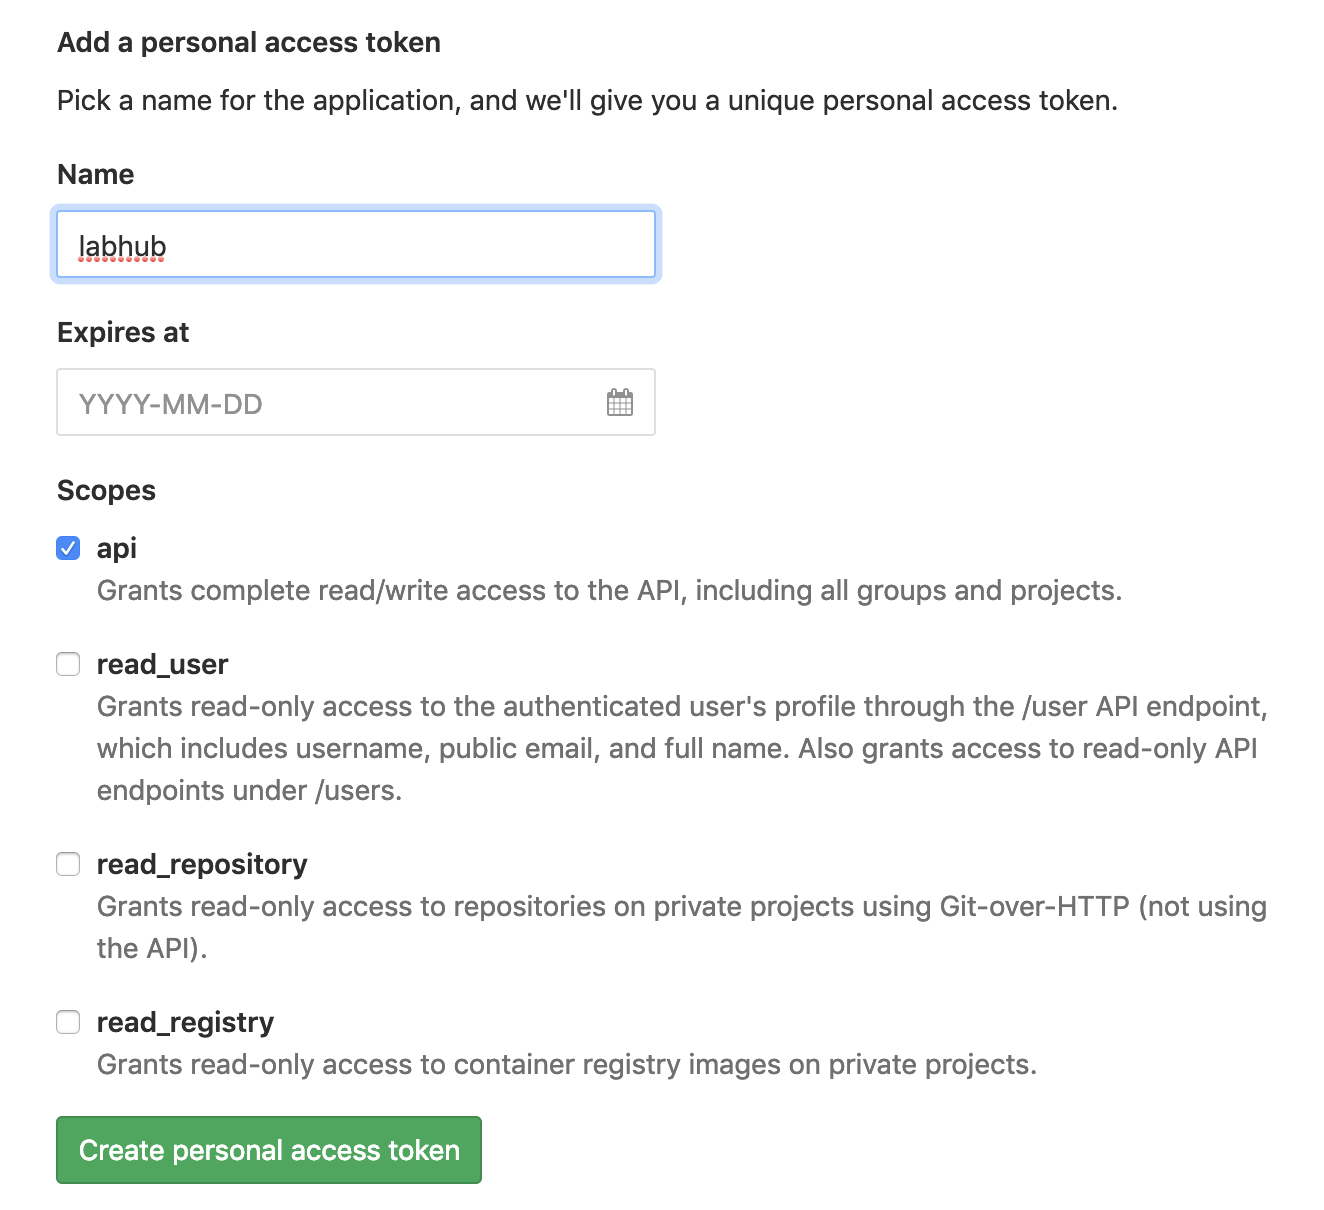 Add a personal access token
Pick a name for the application, and we'll give you a unique personal access token.
Name
labhub
Expires at
YYYY-MM-DD
Scopes
api
Grants complete read/write access to the API, including all groups and projects.
read_user
Grants read-only access to the authenticated user's profile through the /user API endpoint,
which includes username, public email, and full name. Also grants access to read-only API
endpoints under /users.
read_repository
Grants read-only access to repositories on private projects using Git-over-HTTP (not using
the API).
read_registry
Grants read-only access to container registry images on private projects.
Create personal access token